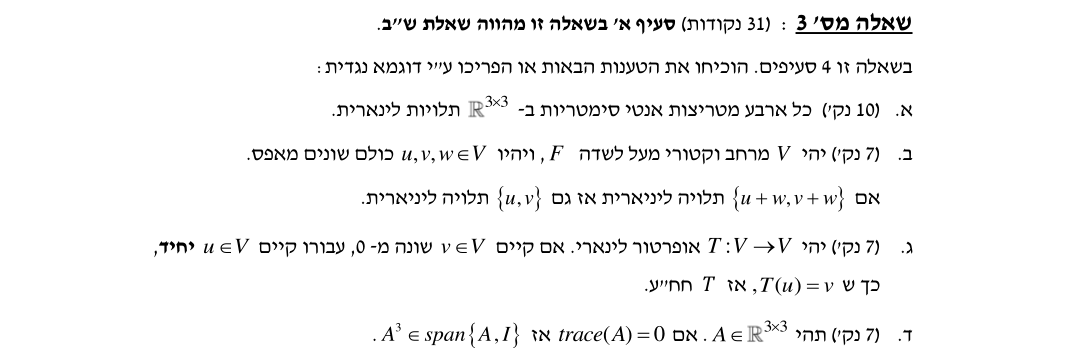 שאלה מס' 3 : (31 נקודות) סעיף א' בשאלה זו מהווה שאלת ש"ב.
בשאלה זו 4 סעיפים. הוכיחו את הטענות הבאות או הפריכו ע"י דוגמא נגדית:
א. (10 נק') כל ארבע מטריצות אנטי סימטריות ב- ℝ^{3×3} תלויות לינארית.
ב. (7 נק') יהי V מרחב וקטורי מעל לשדה F, ויהיו u,v,w∈V כולם שונים מאפס.
אם {u+w,v+w} תלויה ליניארית אז גם {u,v} תלויה ליניארית.
ג. (7 נק') יהי T:V→V אופרטור לינארי. אם קיים v∈V שונה מ- 0, עבורו קיים u∈V יחיד,
כך ש T(u)=v, אז T חח"ע.
ד. (7 נק') תהי A∈ℝ^{3×3}. אם trace(A)=0 אז A^3∈span{A,I}.